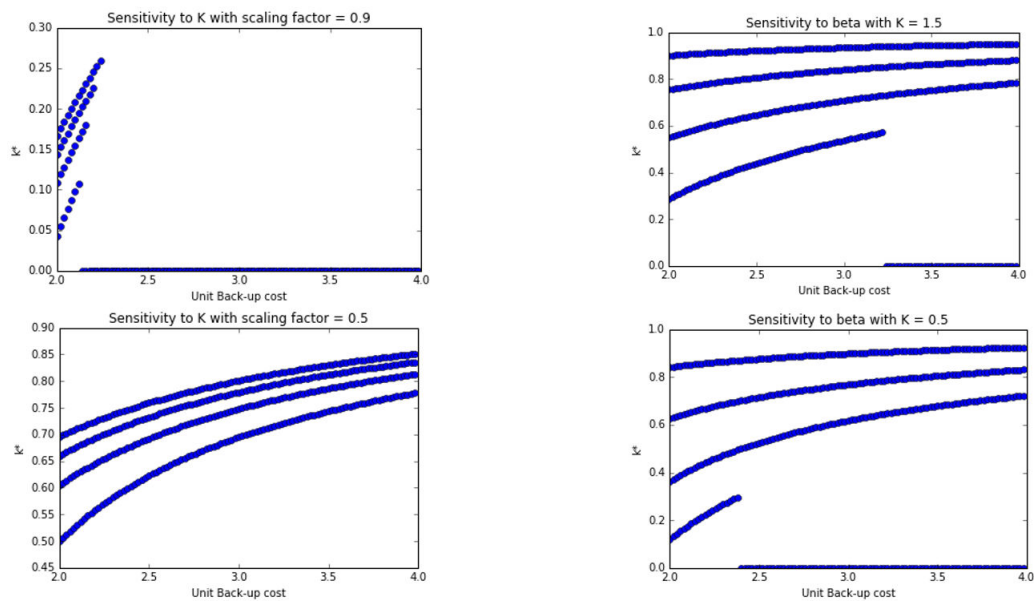 Sensitivity to K with scaling factor = 0.9
0.30
0.25
0.20
0.15
0.10
0.05
0.00
k*
2.0 2.5 3.0 3.5 4.0
Unit Back-up cost
Sensitivity to beta with K = 1.5
1.0
0.8
0.6
0.4
0.2
0.0
k*
2.0 2.5 3.0 3.5 4.0
Unit Back-up cost
Sensitivity to K with scaling factor = 0.5
0.90
0.85
0.80
0.75
0.70
0.65
0.60
0.55
0.50
0.45
k*
2.0 2.5 3.0 3.5 4.0
Unit Back-up cost
Sensitivity to beta with K = 0.5
1.0
0.8
0.6
0.4
0.2
0.0
k*
2.0 2.5 3.0 3.5 4.0
Unit Back-up cost